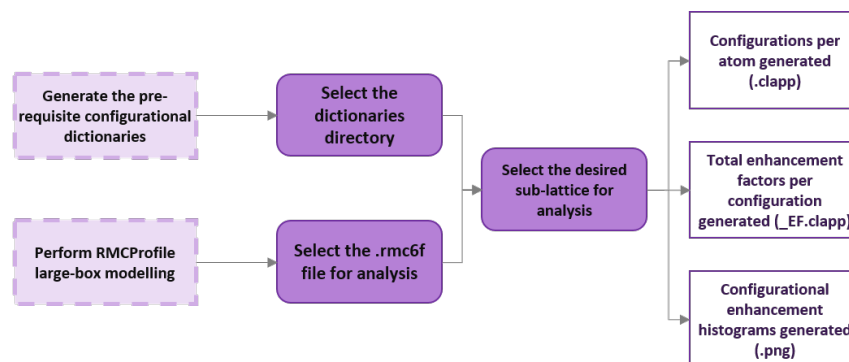 Generate the pre-
requisite configurational
dictionaries
Select the
dictionaries
directory
Perform RMCProfile
large-box modelling
Select the .rmc6f
file for analysis
Select the desired
sub-lattice for
analysis
Configurations per
atom generated
(.clapp)
Total enhancement
factors per
configuration
generated (_EF.clapp)
Configurational
enhancement
histograms generated
(.png)